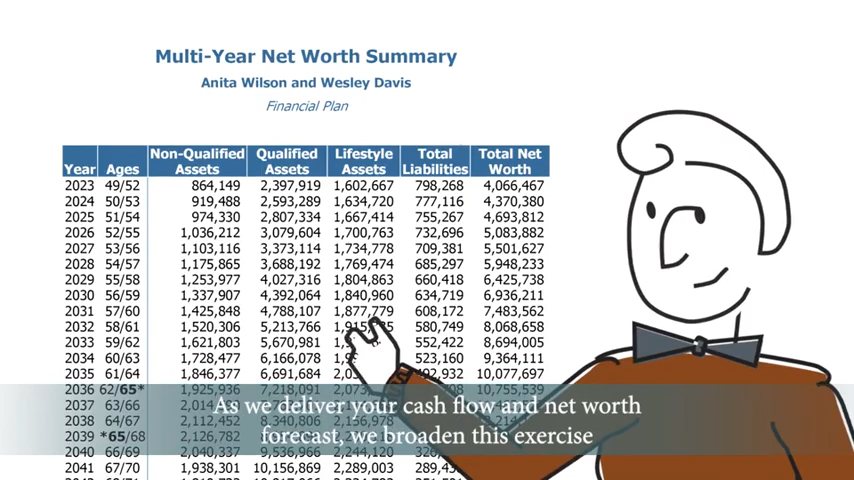 Multi-Year Net Worth Summary
Anita Wilson and Wesley Davis
Financial Plan
Year Ages Non-Qualified Assets Qualified Assets Lifestyle Assets Total Liabilities Total Net Worth
2023 49/52 864,149 2,397,919 1,602,667 798,268 4,066,467
2024 50/53 919,488 2,593,289 1,634,720 777,116 4,370,380
2025 51/54 974,330 2,807,334 1,667,414 755,267 4,693,812
2026 52/55 1,036,212 3,079,604 1,700,763 732,696 5,083,882
2027 53/56 1,103,116 3,373,114 1,734,778 709,381 5,501,627
2028 54/57 1,175,865 3,688,192 1,769,474 685,297 5,948,233
2029 55/58 1,253,977 4,027,316 1,804,863 660,418 6,425,738
2030 56/59 1,337,907 4,392,064 1,840,960 634,719 6,936,211
2031 57/60 1,425,848 4,788,107 1,877,779 608,172 7,483,562
2032 58/61 1,520,306 5,213,766 580,749 8,068,658
2033 59/62 1,621,803 5,670,981 552,422 8,694,005
2034 60/63 1,728,477 6,166,078 523,160 9,364,111
2035 61/64 1,846,377 6,691,684 10,077,697
2036 62/65* 1,925,936 7,218,091 10,755,539
2037 63/66
2038 64/67 2,112,452 8,340,806 2,156,978
2039 *65/68 2,126,782
2040 66/69 2,040,337 9,536,966 2,244,120
2041 67/70 1,938,301 10,156,869 2,289,003
As we deliver your cash flow and net worth
forecast, we broaden this exercise